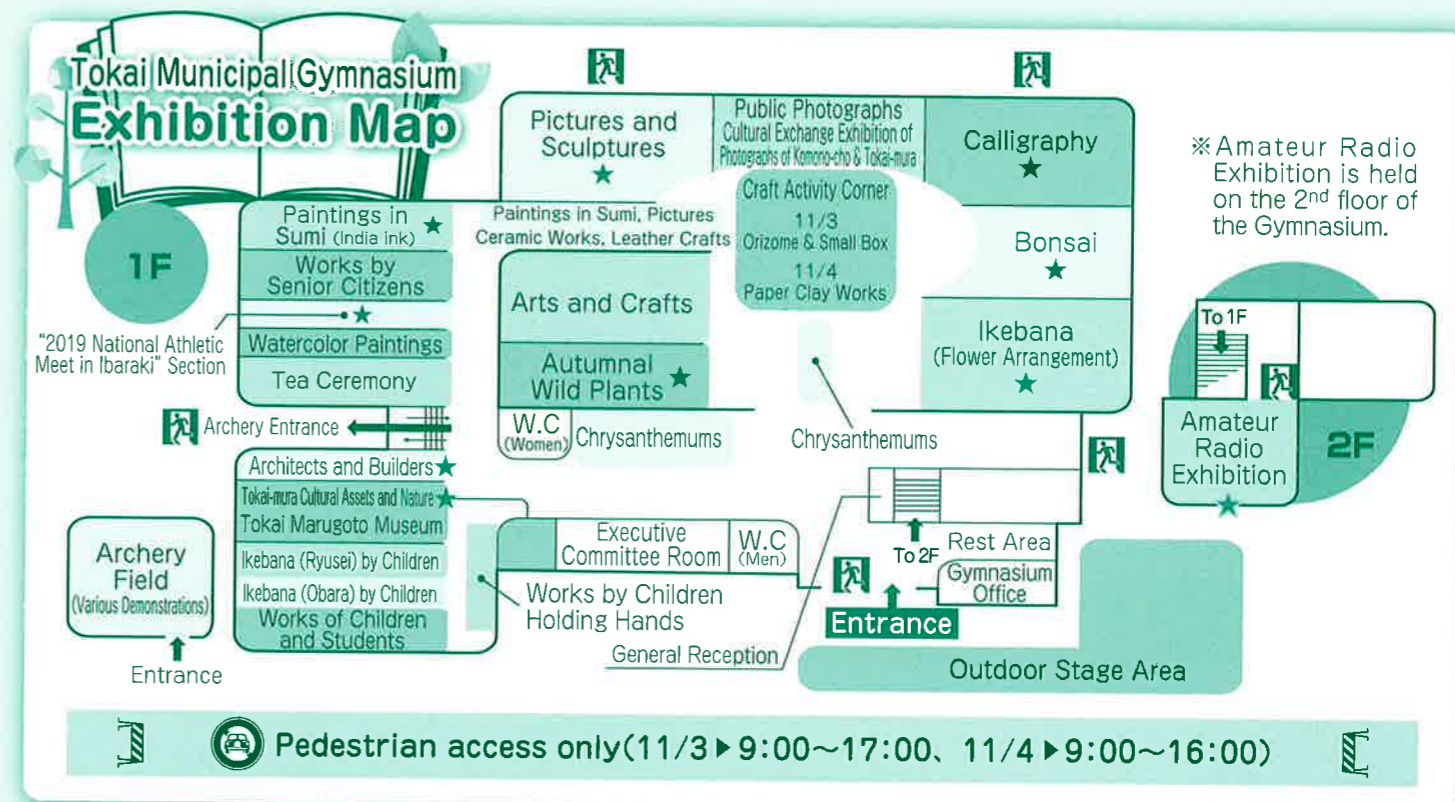 Tokai Municipal Gymnasium
Exhibition Map
1F
Pictures and
Sculptures
★
Public Photographs
Cultural Exchange Exhibition of
Photographs of Komono-cho & Tokai-mura
Calligraphy
★
※Amateur Radio
Exhibition is held
on the 2nd floor of
the Gymnasium.
Paintings in
Sumi (India ink) ★
Works by
Senior Citizens
★
"2019 National Athletic
Meet in Ibaraki" Section
Watercolor Paintings
Tea Ceremony
Paintings in Sumi, Pictures
Ceramic Works, Leather Crafts
Craft Activity Corner
11/3
Orizome & Small Box
11/4
Paper Clay Works
Bonsai
★
Arts and Crafts
Autumnal
Wild Plants ★
Ikebana
(Flower Arrangement)
★
To 1F
Amateur
Radio
Exhibition
★
2F
Archery Entrance
W.C
(Women)
Chrysanthemums
Chrysanthemums
Architects and Builders★
Tokai-mura Cultural Assets and Nature★
Tokai Marugoto Museum
Ikebana (Ryusei) by Children
Ikebana (Obara) by Children
Works of Children
and Students
Archery
Field
(Various Demonstrations)
Entrance
Executive
Committee Room
W.C
(Men)
Works by Children
Holding Hands
To 2F
Rest Area
Gymnasium
Office
Entrance
General Reception
Outdoor Stage Area
Pedestrian access only(11/3▶9:00～17:00、11/4▶9:00～16:00)